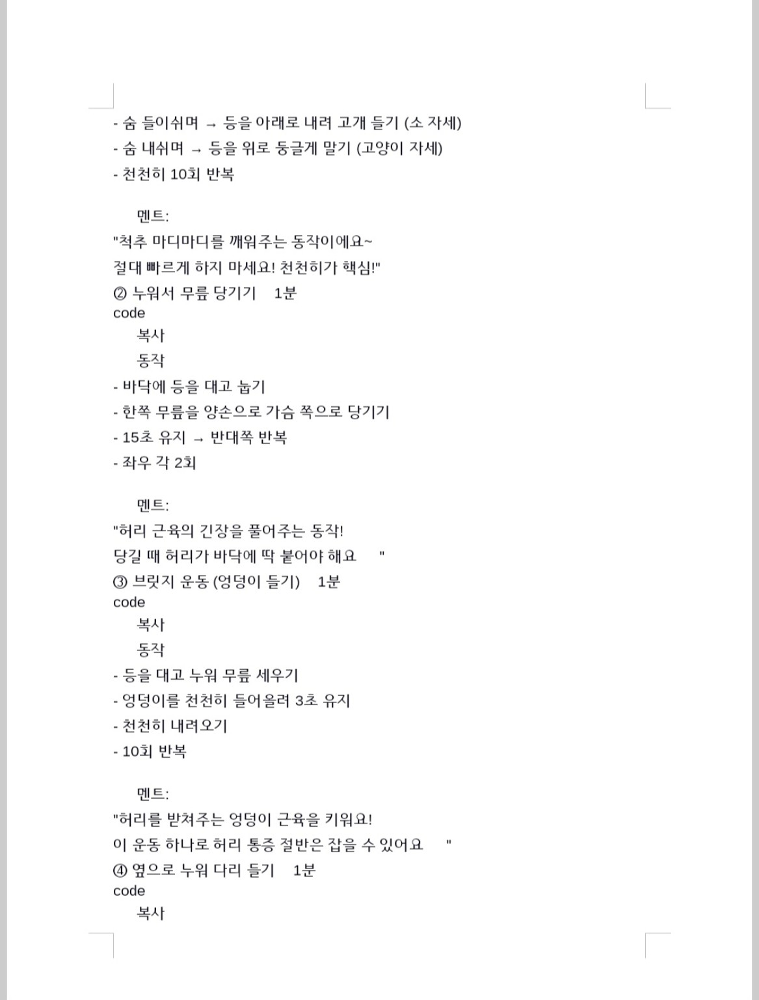 - 숨 들이쉬며 → 등을 아래로 내려 고개 들기 (소 자세)
- 숨 내쉬며 → 등을 위로 둥글게 말기 (고양이 자세)
- 천천히 10회 반복
멘트:
"척추 마디마디를 깨워주는 동작이에요~
절대 빠르게 하지 마세요! 천천히가 핵심!"
② 누워서 무릎 당기기 1분
code
복사
동작
- 바닥에 등을 대고 눕기
- 한쪽 무릎을 양손으로 가슴 쪽으로 당기기
- 15초 유지 → 반대쪽 반복
- 좌우 각 2회
멘트:
"허리 근육의 긴장을 풀어주는 동작!
당길 때 허리가 바닥에 딱 붙어야 해요 "
③ 브릿지 운동 (엉덩이 들기) 1분
code
복사
동작
- 등을 대고 누워 무릎 세우기
- 엉덩이를 천천히 들어올려 3초 유지
- 천천히 내려오기
- 10회 반복
멘트:
"허리를 받쳐주는 엉덩이 근육을 키워요!
이 운동 하나로 허리 통증 절반은 잡을 수 있어요 "
④ 옆으로 누워 다리 들기 1분
code
복사